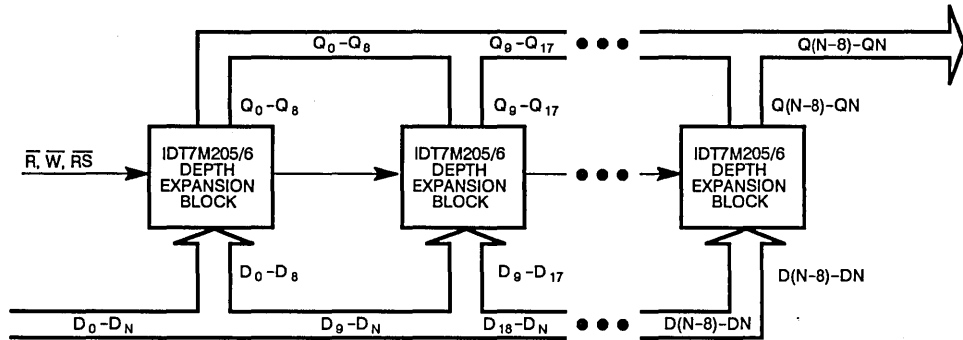 Q0–Q8
Q9–Q17
Q(N–8)–QN
Q0–Q8
Q9–Q17
Q(N–8)–QN
R̅, W̅, R̅S̅
IDT7M205/6
DEPTH
EXPANSION
BLOCK
IDT7M205/6
DEPTH
EXPANSION
BLOCK
IDT7M205/6
DEPTH
EXPANSION
BLOCK
D0–D8
D9–D17
D(N–8)–DN
D0–DN
D9–DN
D18–DN
D(N–8)–DN